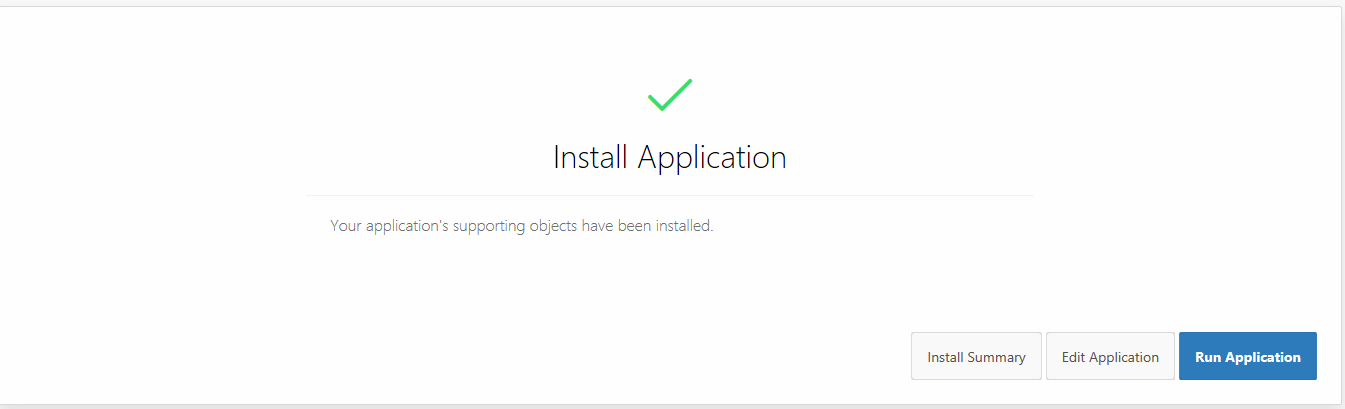 Install Application
Your application's supporting objects have been installed.
Install Summary
Edit Application
Run Application